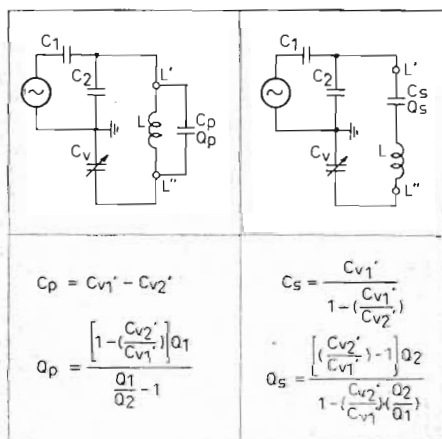 C1
C2
L'
L
Cp
Qp
Cv
L"
C1
C2
L'
Cs
Qs
L
Cv
L"
Cp = Cv1' - Cv2'
Qp = [1-(Cv2'/Cv1')]Q1 / (Q1/Q2 - 1)
Cs = Cv1' / (1-(Cv1'/Cv2'))
Qs = [(Cv2'/Cv1')-1]Q2 / (1-(Cv2'/Cv1)(Q2/Q1))